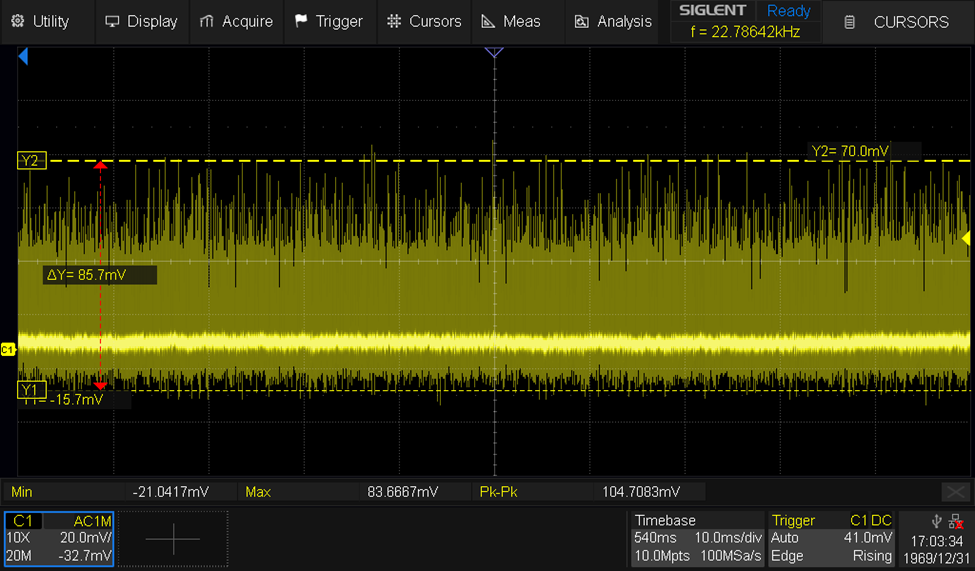 Utility Display Acquire Trigger Cursors Meas Analysis SIGLENT Ready CURSORS
f = 22.78642kHz
Y2 Y2= 70.0mV
ΔY= 85.7mV
C1
Y1
-15.7mV
Min -21.0417mV Max 83.6667mV Pk-Pk 104.7083mV
C1 AC1M Timebase Trigger C1 DC
10X 20.0mV/ 540ms 10.0ms/div Auto 41.0mV 17:03:34
20M -32.7mV 10.0Mpts 100MSa/s Edge Rising 1969/12/31